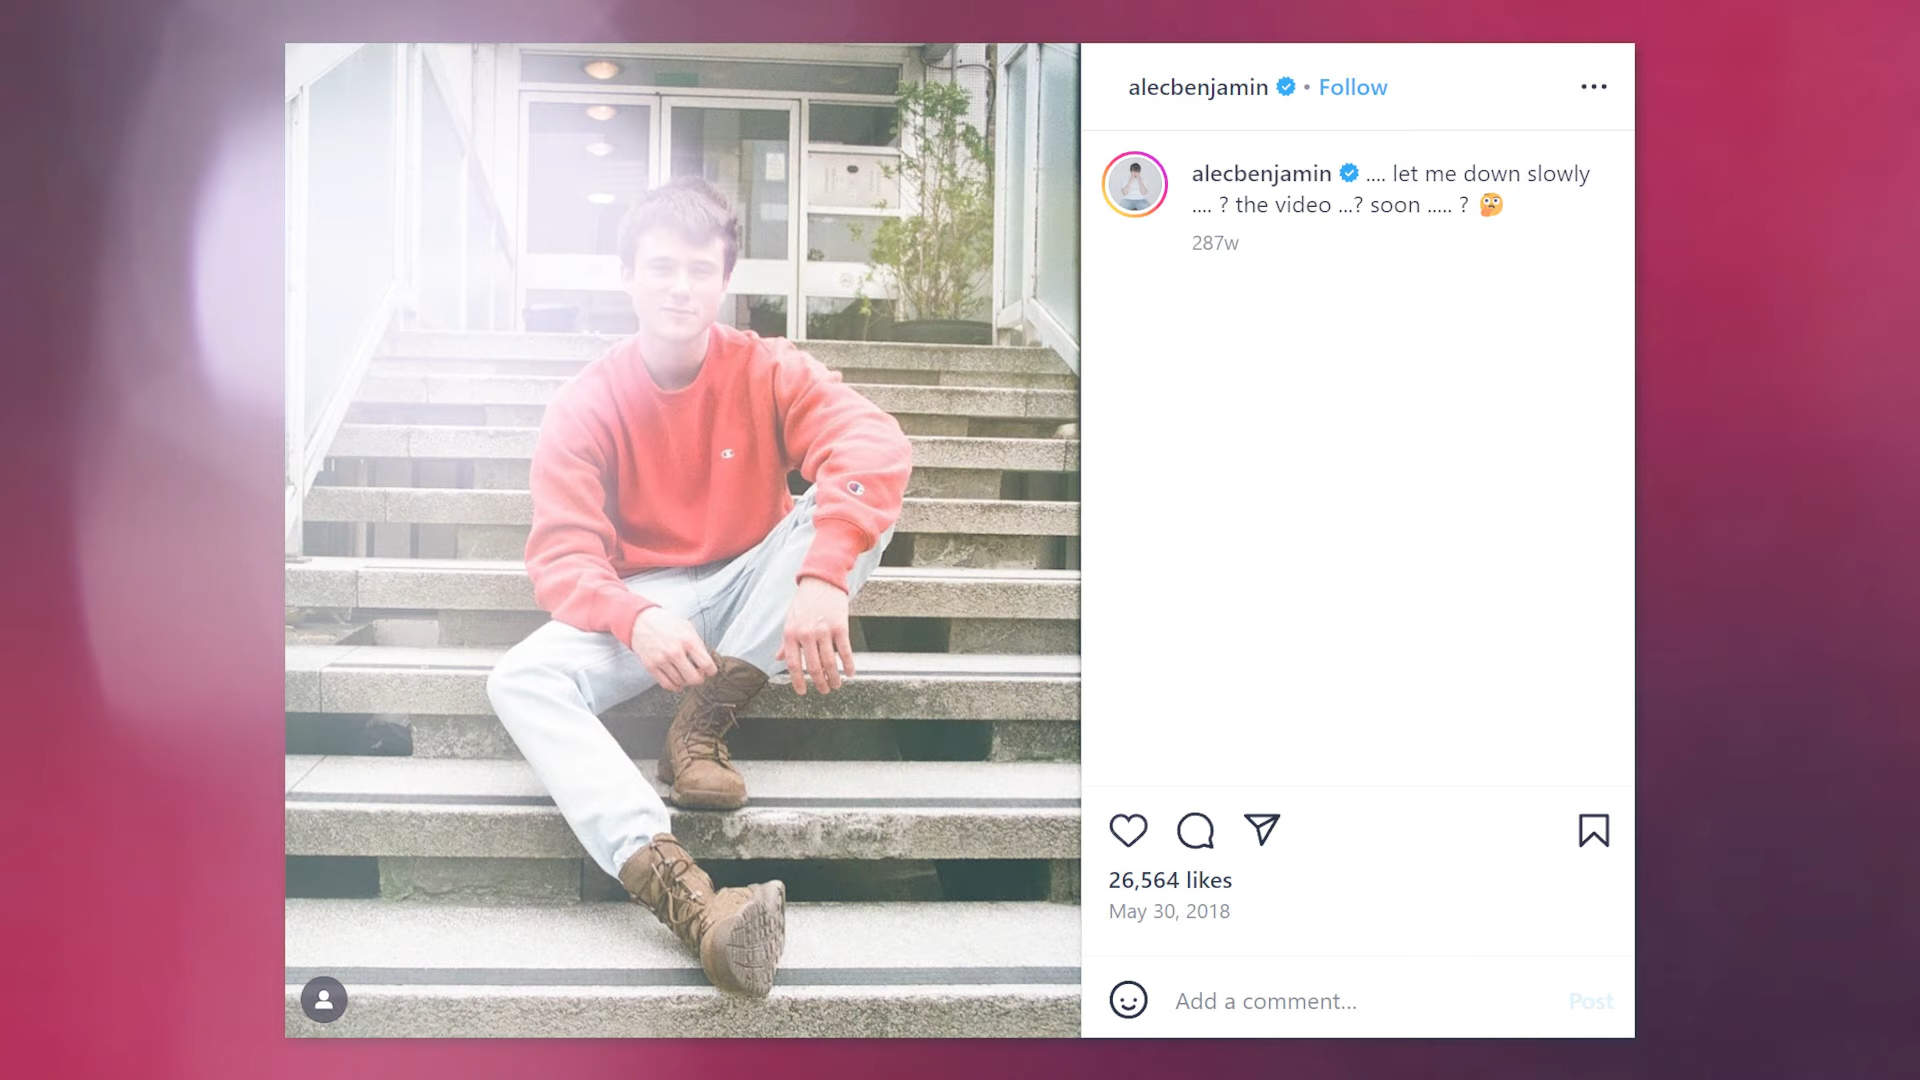 alecbenjamin • Follow
alecbenjamin .... let me down slowly
.... ? the video ...? soon ..... ? 🤔
287w
26,564 likes
May 30, 2018
Add a comment...
Post